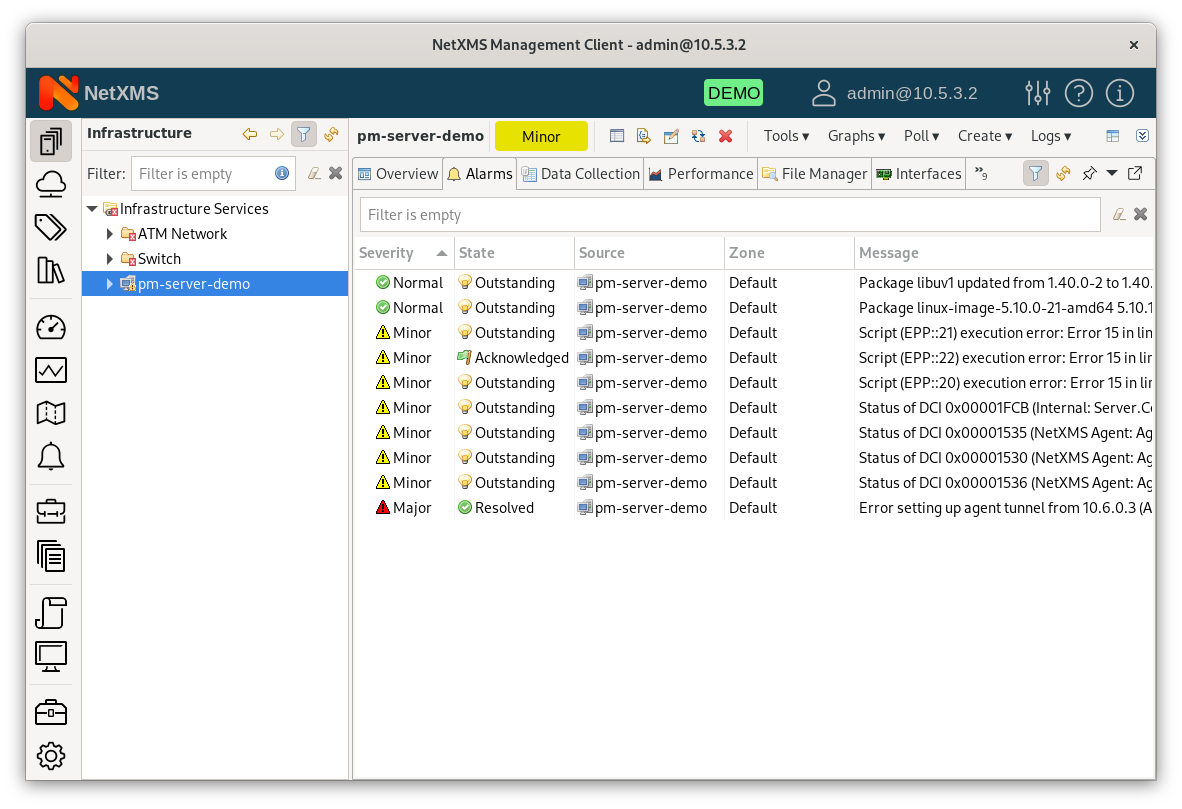 NetXMS Management Client - admin@10.5.3.2
NetXMS DEMO admin@10.5.3.2
Infrastructure
pm-server-demo Minor Tools Graphs Poll Create Logs
Filter: Filter is empty
Overview Alarms Data Collection Performance File Manager Interfaces »9
Infrastructure Services
ATM Network
Switch
pm-server-demo
Filter is empty
Severity State Source Zone Message
Normal Outstanding pm-server-demo Default Package libuv1 updated from 1.40.0-2 to 1.40.
Normal Outstanding pm-server-demo Default Package linux-image-5.10.0-21-amd64 5.10.1
Minor Outstanding pm-server-demo Default Script (EPP::21) execution error: Error 15 in lin
Minor Acknowledged pm-server-demo Default Script (EPP::22) execution error: Error 15 in lin
Minor Outstanding pm-server-demo Default Script (EPP::20) execution error: Error 15 in lin
Minor Outstanding pm-server-demo Default Status of DCI 0x00001FCB (Internal: Server.Co
Minor Outstanding pm-server-demo Default Status of DCI 0x00001535 (NetXMS Agent: Ag
Minor Outstanding pm-server-demo Default Status of DCI 0x00001530 (NetXMS Agent: Ag
Minor Outstanding pm-server-demo Default Status of DCI 0x00001536 (NetXMS Agent: Ag
Major Resolved pm-server-demo Default Error setting up agent tunnel from 10.6.0.3 (A